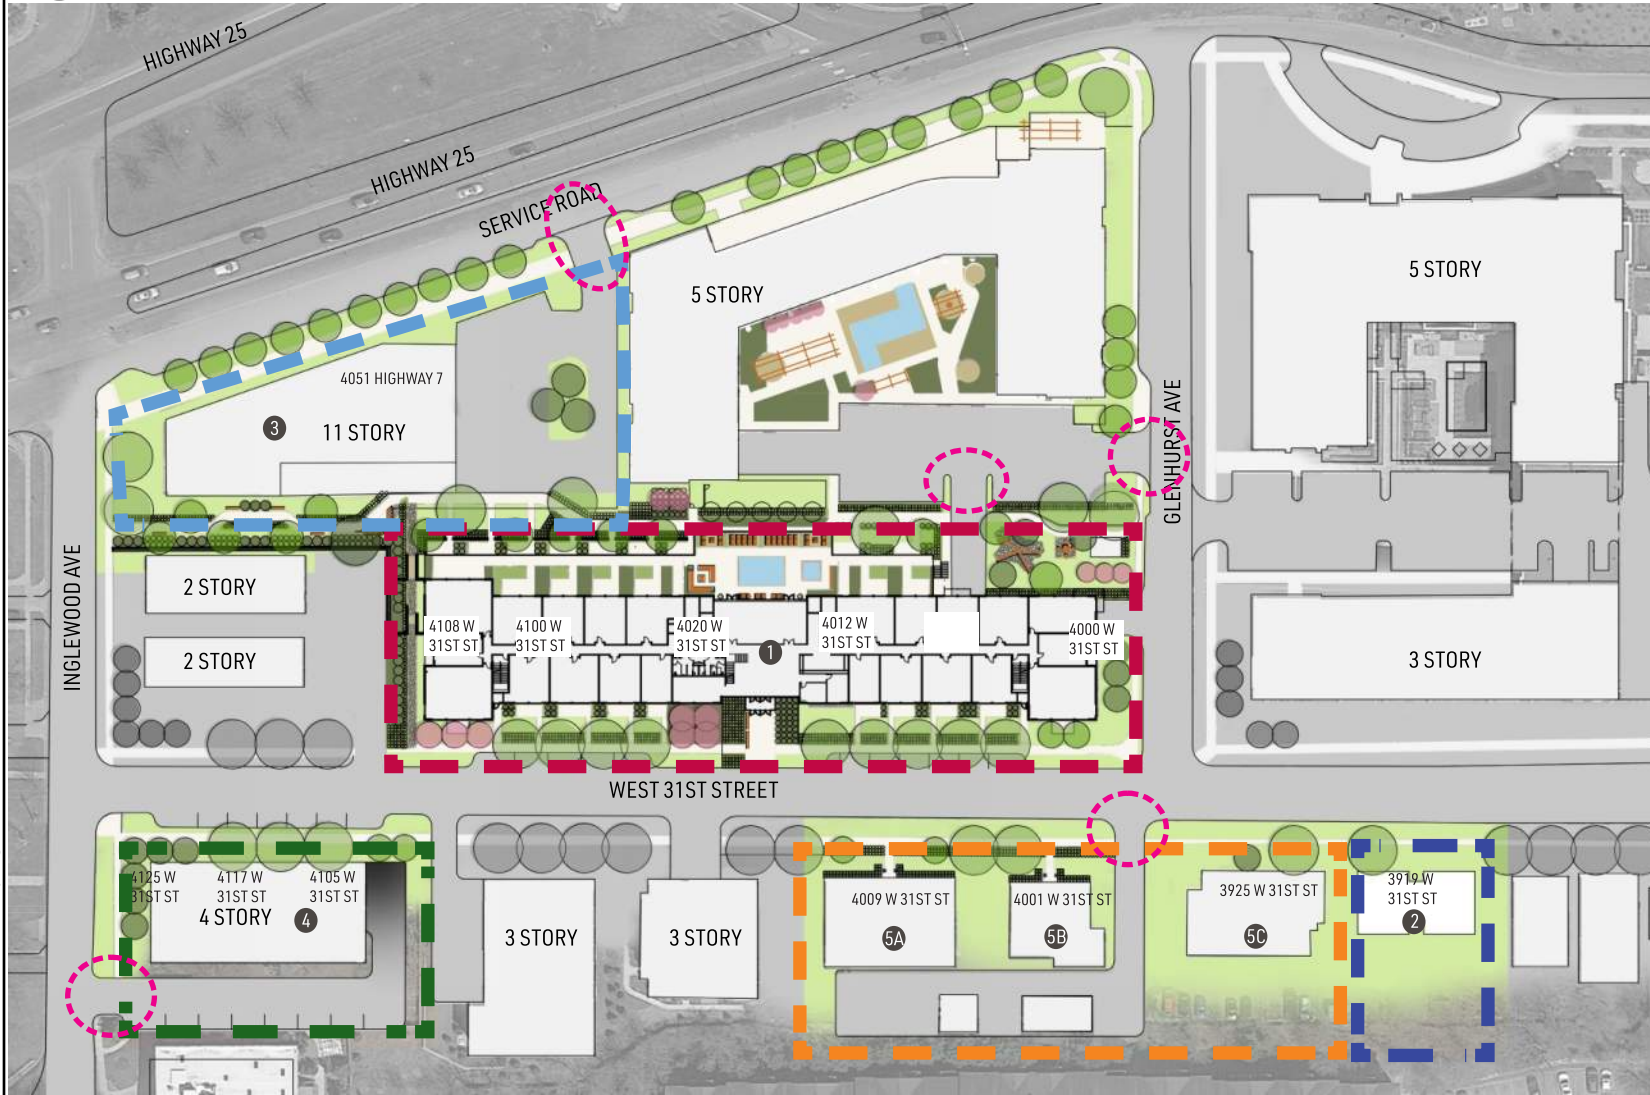 HIGHWAY 25
HIGHWAY 25
SERVICE ROAD
5 STORY
5 STORY
4051 HIGHWAY 7
3
11 STORY
GLENHURST AVE
INGLEWOOD AVE
2 STORY
2 STORY
4108 W
31ST ST
4100 W
31ST ST
4020 W
31ST ST
1
4012 W
31ST ST
4000 W
31ST ST
3 STORY
WEST 31ST STREET
4125 W
31ST ST
4117 W
31ST ST
4105 W
31ST ST
4 STORY
4
3 STORY
3 STORY
4009 W 31ST ST
5A
4001 W 31ST ST
5B
3925 W 31ST ST
5C
3919 W
31ST ST
2